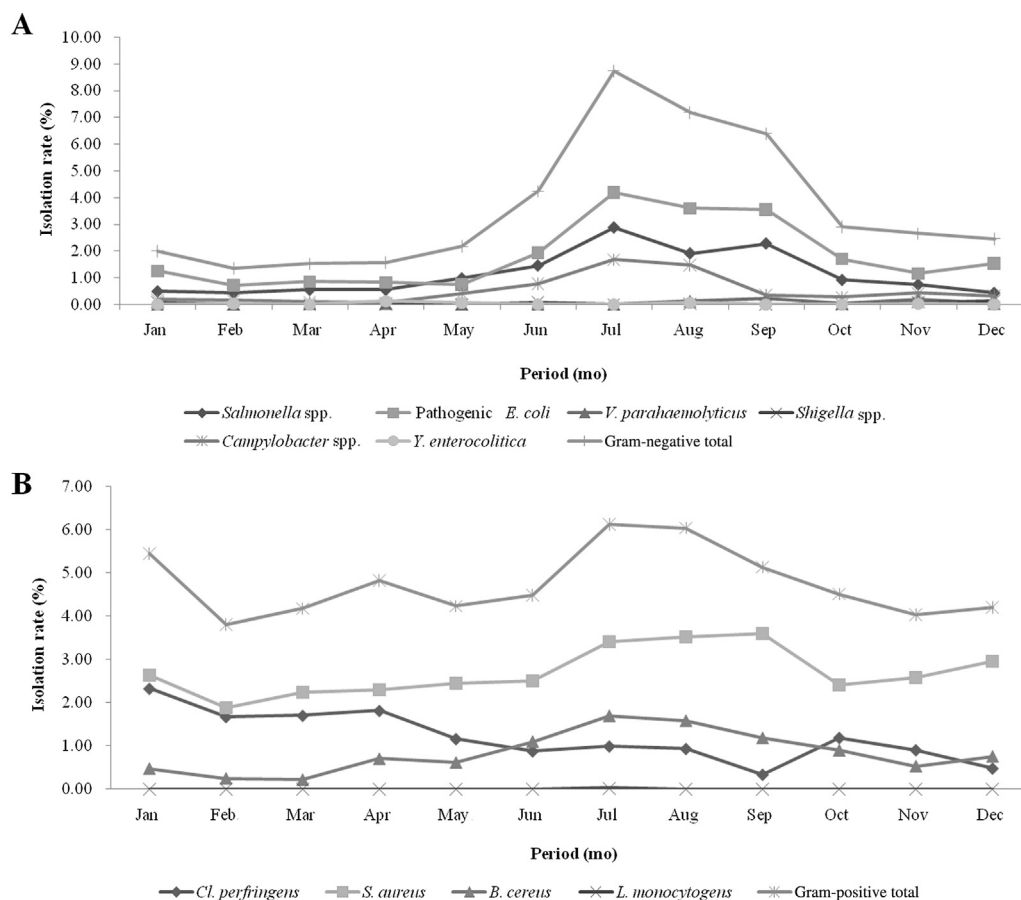 A
Isolation rate (%)
10.00
9.00
8.00
7.00
6.00
5.00
4.00
3.00
2.00
1.00
0.00
Jan Feb Mar Apr May Jun Jul Aug Sep Oct Nov Dec
Period (mo)
Salmonella spp. Pathogenic E. coli V. parahaemolyticus Shigella spp.
Campylobacter spp. Y. enterocolitica Gram-negative total
B
Isolation rate (%)
7.00
6.00
5.00
4.00
3.00
2.00
1.00
0.00
Jan Feb. Mar Apr May Jun Jul Aug Sep Oct Nov Dec
Period (mo)
Cl. perfringens S. aureus B. cereus L. monocytogens Gram-positive total